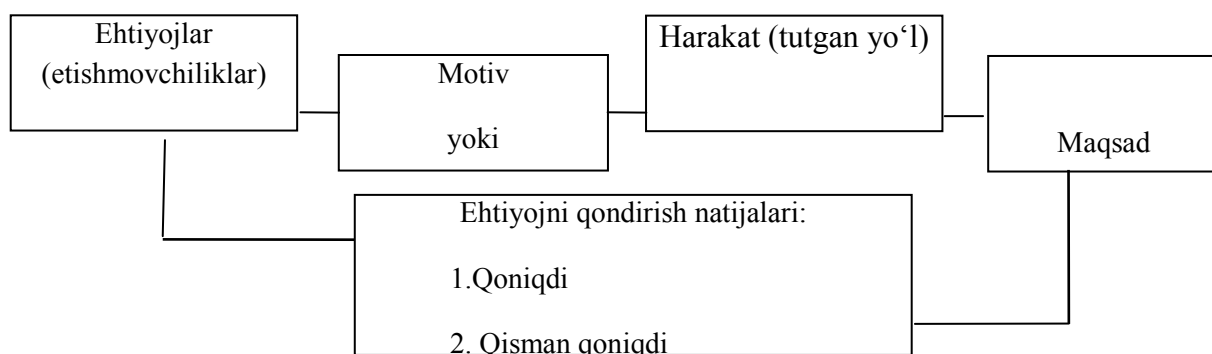 Ehtiyojlar
(etishmovchiliklar)
Motiv
yoki
Harakat (tutgan yo‘l)
Maqsad
Ehtiyojni qondirish natijalari:
1.Qoniqdi
2. Qisman qoniqdi